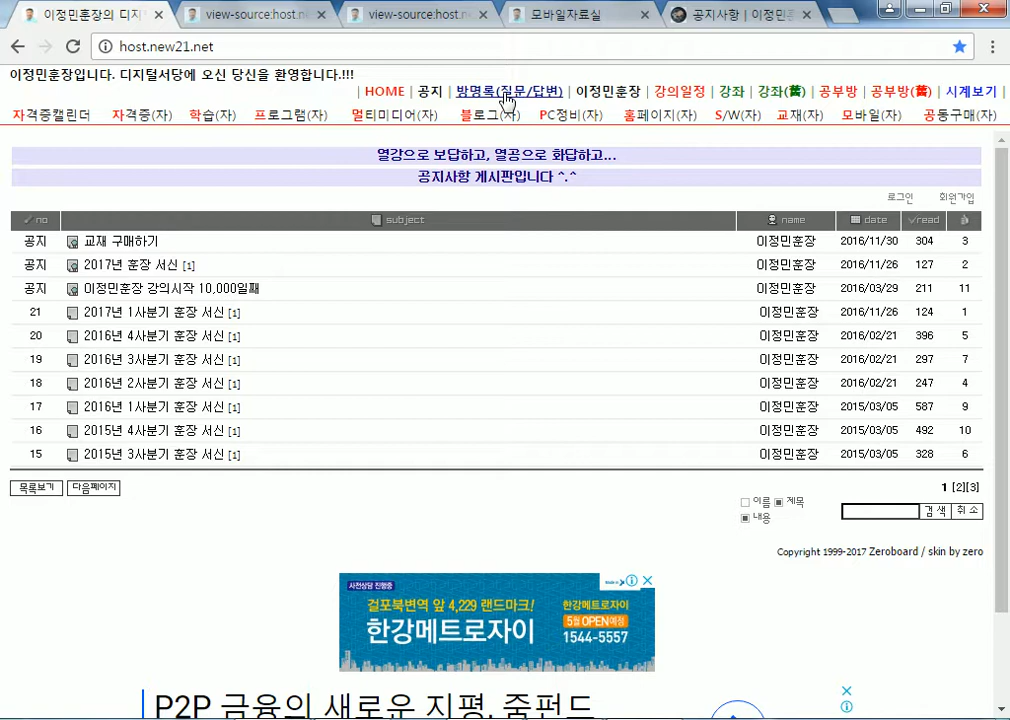 이정민훈장의 디지
view-source:host.n
view-source:host.n
모바일자료실
공지사항 | 이정민
host.new21.net
이정민훈장입니다. 디지털서당에 오신 당신을 환영합니다.!!!
| HOME | 공지 | 방명록(질문/답변) | 이정민훈장 | 강의일정 | 강좌 | 강좌(舊) | 공부방 | 공부방(舊) | 시계보기 |
자격증캘린더 자격증(자) 학습(자) 프로그램(자) 멀티미디어(자) 블로그(자) PC정비(자) 홈페이지(자) S/W(자) 교재(자) 모바일(자) 공동구매(자)
열강으로 보답하고, 열공으로 화답하고...
공지사항 게시판입니다 ^.^
로그인 회원가입
no subject name date read
공지 교재 구매하기 이정민훈장 2016/11/30 304 3
공지 2017년 훈장 서신 [1] 이정민훈장 2016/11/26 127 2
공지 이정민훈장 강의시작 10,000일째 이정민훈장 2016/03/29 211 11
21 2017년 1사분기 훈장 서신 [1] 이정민훈장 2016/11/26 124 1
20 2016년 4사분기 훈장 서신 [1] 이정민훈장 2016/02/21 396 5
19 2016년 3사분기 훈장 서신 [1] 이정민훈장 2016/02/21 297 7
18 2016년 2사분기 훈장 서신 [1] 이정민훈장 2016/02/21 247 4
17 2016년 1사분기 훈장 서신 [1] 이정민훈장 2015/03/05 587 9
16 2015년 4사분기 훈장 서신 [1] 이정민훈장 2015/03/05 492 10
15 2015년 3사분기 훈장 서신 [1] 이정민훈장 2015/03/05 328 6
목록보기 다음페이지 1 [2][3]
이름 제목
내용 검색 취소
Copyright 1999-2017 Zeroboard / skin by zero
사전상담 진행중
걸포북변역 앞 4,229 랜드마크!
한강메트로자이
한강메트로자이
5월 OPEN예정
1544-5557
P2P 금융의 새로운 지평, 줌펀드